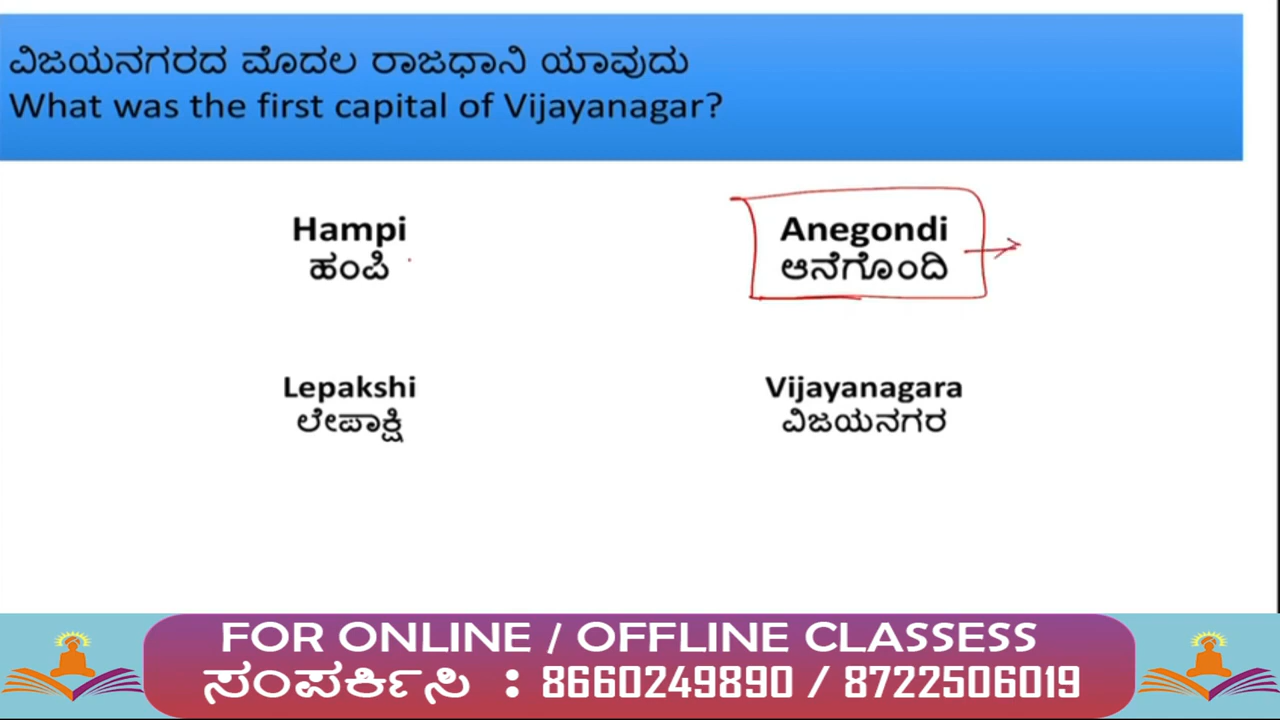 ವಿಜಯನಗರದ ಮೊದಲ ರಾಜಧಾನಿ ಯಾವುದು
What was the first capital of Vijayanagar?
Hampi
ಹಂಪಿ
Anegondi
ಆನೆಗೊಂದಿ
Lepakshi
ಲೇಪಾಕ್ಷಿ
Vijayanagara
ವಿಜಯನಗರ
FOR ONLINE / OFFLINE CLASSESS
ಸಂಪರ್ಕಿಸಿ : 8660249890 / 8722506019